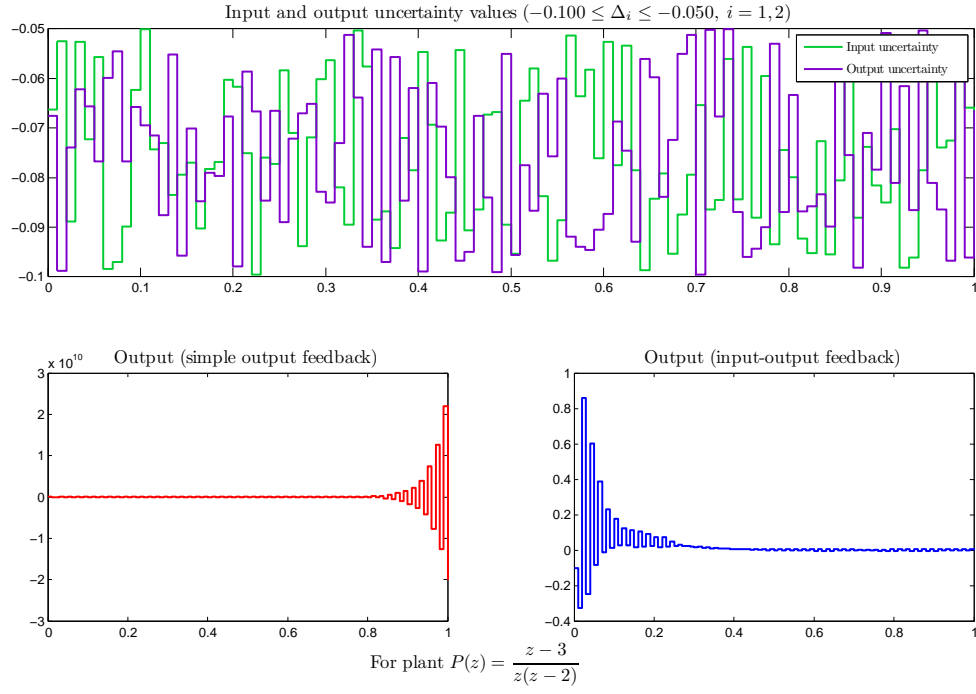 Input and output uncertainty values (−0.100 ≤ Δ_i ≤ −0.050, i = 1, 2)
−0.05
−0.06
−0.07
−0.08
−0.09
−0.1
Input uncertainty
Output uncertainty
0 0.1 0.2 0.3 0.4 0.5 0.6 0.7 0.8 0.9 1
Output (simple output feedback)
x 10^10
3
2
1
0
−1
−2
−3
0 0.2 0.4 0.6 0.8 1
Output (input-output feedback)
1
0.8
0.6
0.4
0.2
0
−0.2
−0.4
0 0.2 0.4 0.6 0.8 1
For plant P(z) = (z − 3) / (z(z − 2))